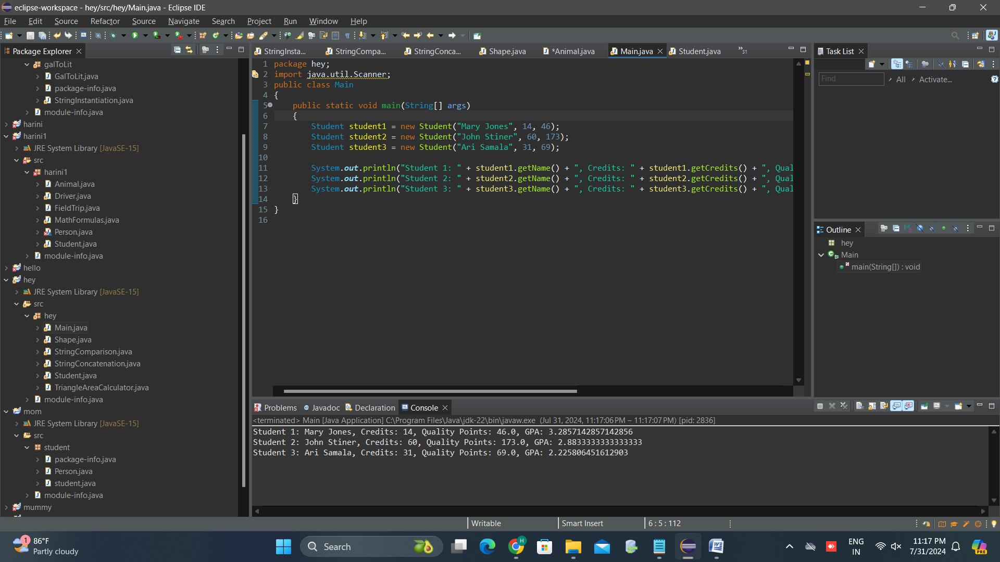 eclipse-workspace - hey/src/hey/Main.java - Eclipse IDE
File Edit Source Refactor Source Navigate Search Project Run Window Help
Package Explorer
galToLit
GalToLit.java
package-info.java
StringInstantiation.java
module-info.java
harini
harini1
JRE System Library [JavaSE-15]
src
harini1
Animal.java
Driver.java
FieldTrip.java
MathFormulas.java
Person.java
Student.java
module-info.java
hello
hey
JRE System Library [JavaSE-15]
src
hey
Main.java
Shape.java
StringComparison.java
StringConcatenation.java
Student.java
TriangleAreaCalculator.java
module-info.java
mom
JRE System Library [JavaSE-15]
src
student
package-info.java
Person.java
student.java
module-info.java
mummy
StringInsta... StringCompa... StringConca... Shape.java *Animal.java Main.java Student.java »31
1 package hey;
2 import java.util.Scanner;
3 public class Main
4 {
5 public static void main(String[] args)
6 {
7 Student student1 = new Student("Mary Jones", 14, 46);
8 Student student2 = new Student("John Stiner", 60, 173);
9 Student student3 = new Student("Ari Samala", 31, 69);
10
11 System.out.println("Student 1: " + student1.getName() + ", Credits: " + student1.getCredits() + ", Qual
12 System.out.println("Student 2: " + student2.getName() + ", Credits: " + student2.getCredits() + ", Qual
13 System.out.println("Student 3: " + student3.getName() + ", Credits: " + student3.getCredits() + ", Qual
14 }
15 }
16
Task List
Find All Activate...
Outline
hey
Main
main(String[]) : void
Problems Javadoc Declaration Console
<terminated> Main [Java Application] C:\Program Files\Java\jdk-22\bin\javaw.exe (Jul 31, 2024, 11:17:06 PM – 11:17:07 PM) [pid: 2836]
Student 1: Mary Jones, Credits: 14, Quality Points: 46.0, GPA: 3.2857142857142856
Student 2: John Stiner, Credits: 60, Quality Points: 173.0, GPA: 2.8833333333333333
Student 3: Ari Samala, Credits: 31, Quality Points: 69.0, GPA: 2.225806451612903
Writable Smart Insert 6 : 5 : 112
1
86°F
Partly cloudy
Search
H
ENG
IN
11:17 PM
7/31/2024
PRE